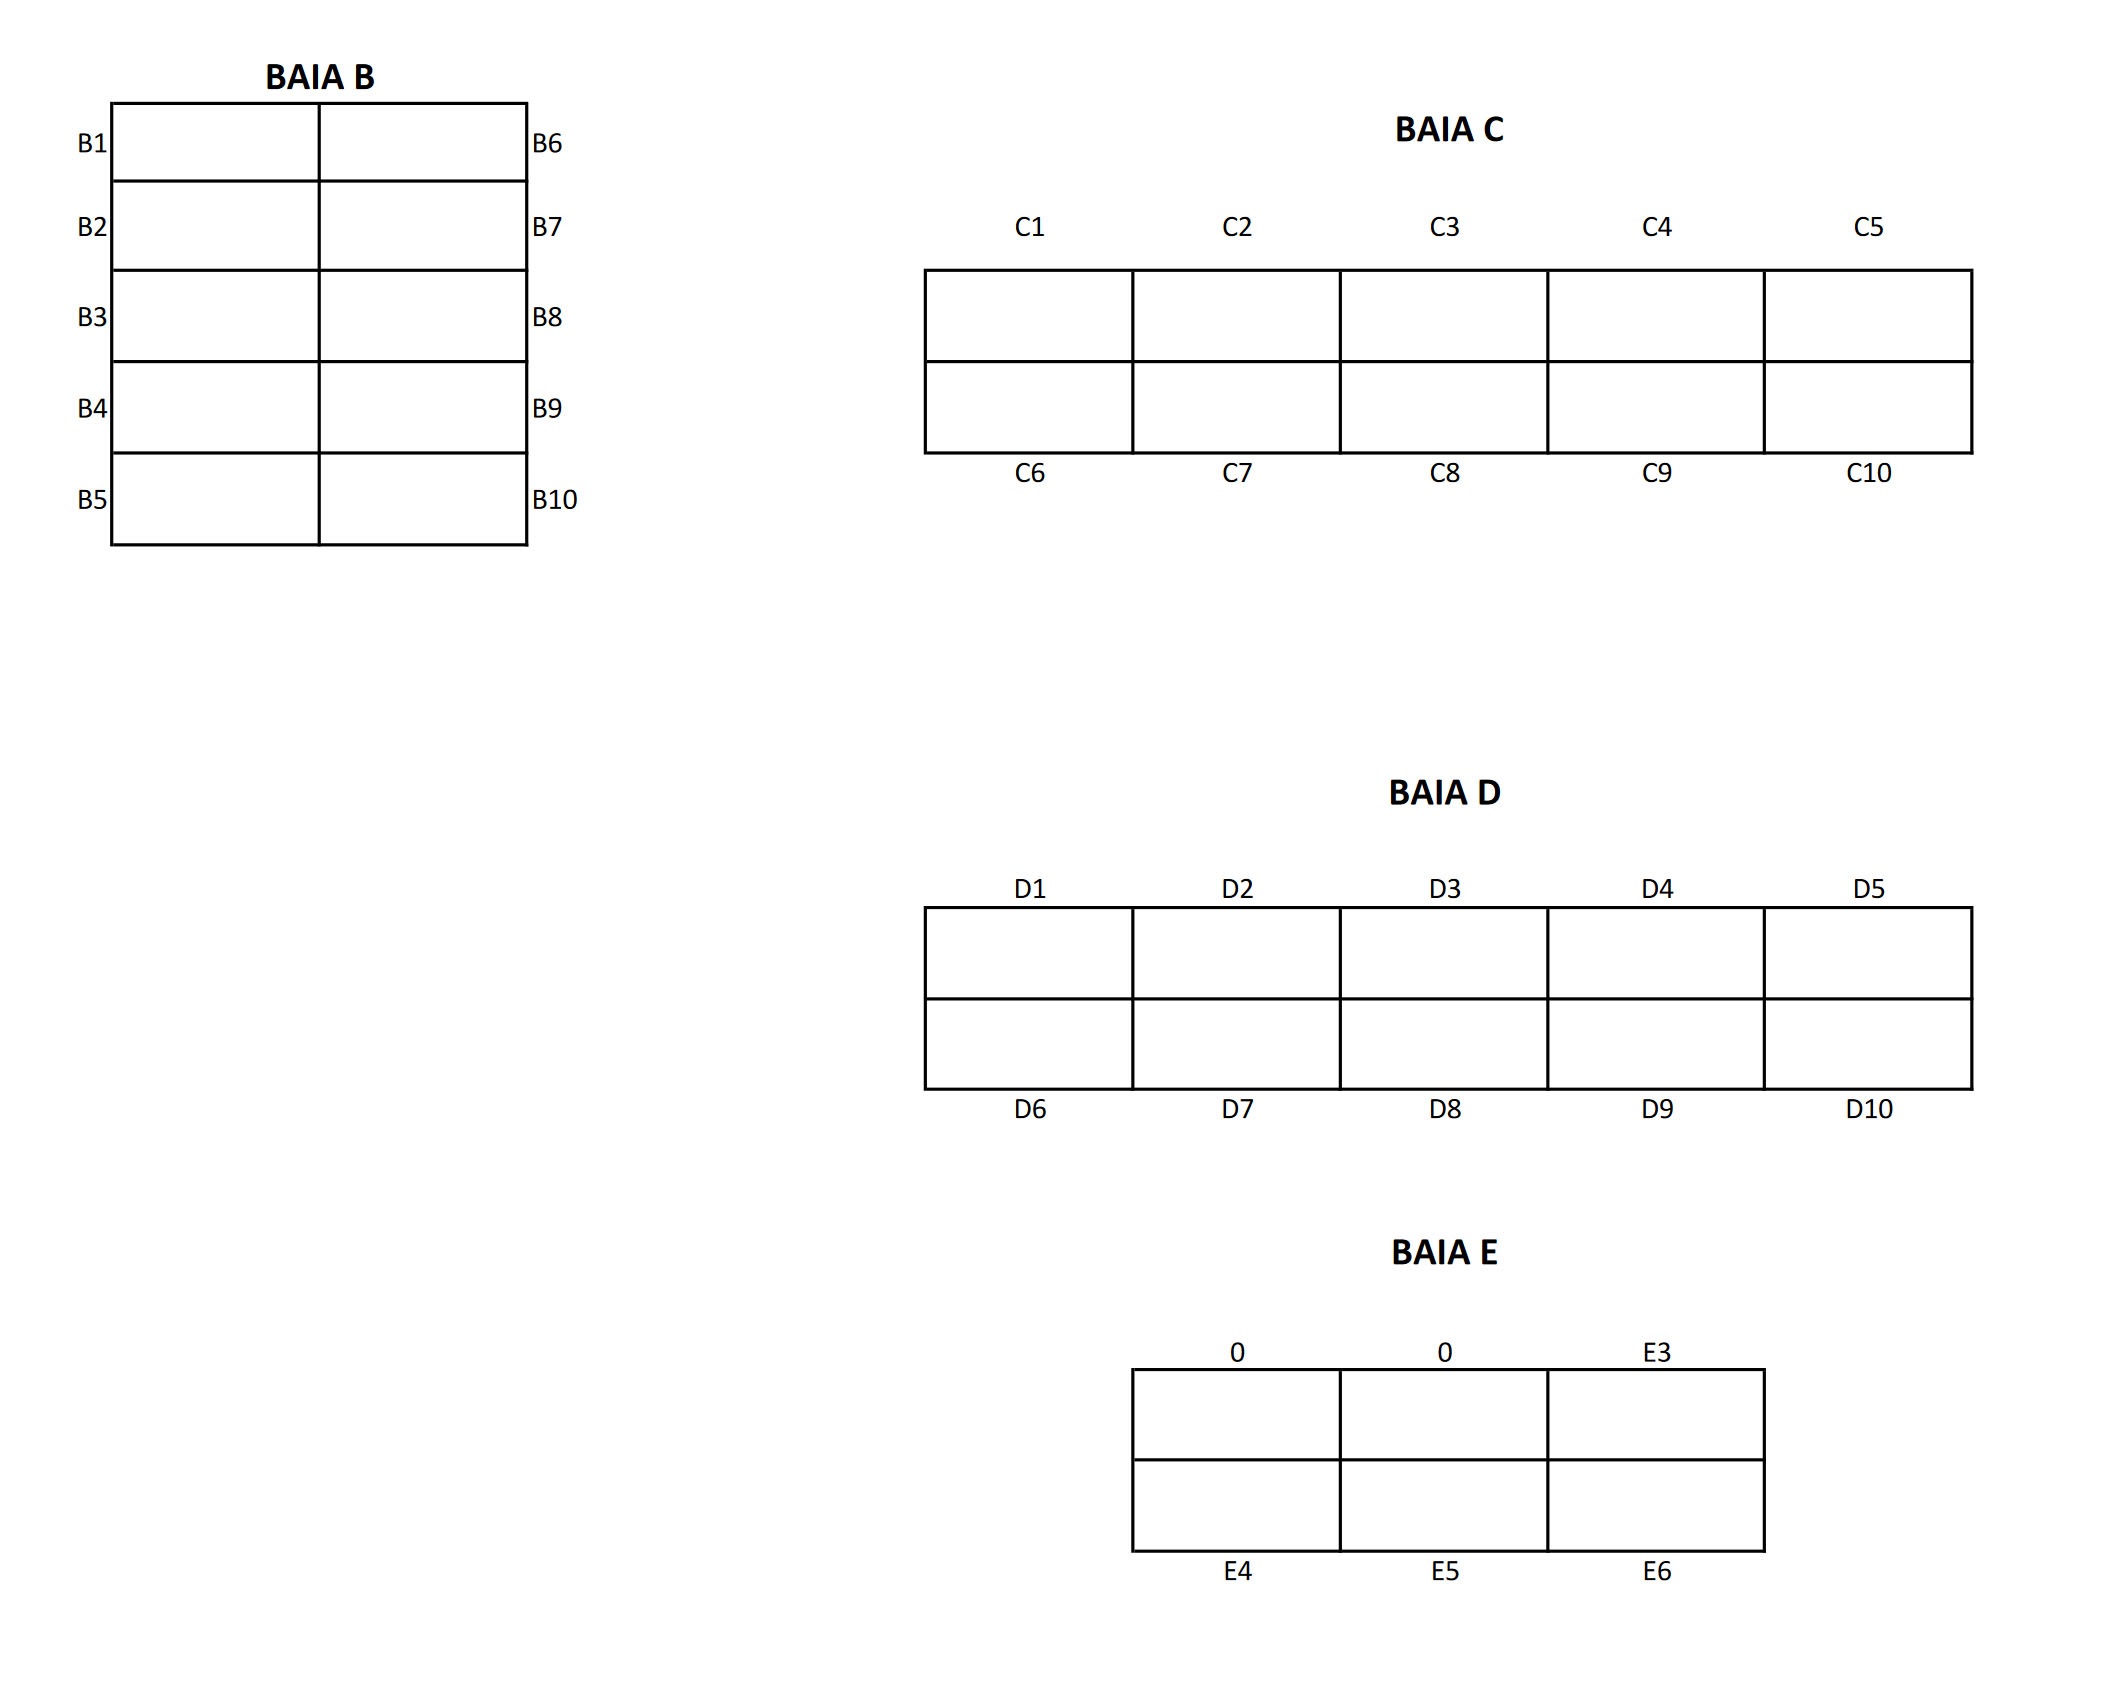 BAIA B
B1 B6
B2 B7
B3 B8
B4 B9
B5 B10
BAIA C
C1 C2 C3 C4 C5
C6 C7 C8 C9 C10
BAIA D
D1 D2 D3 D4 D5
D6 D7 D8 D9 D10
BAIA E
0 0 E3
E4 E5 E6